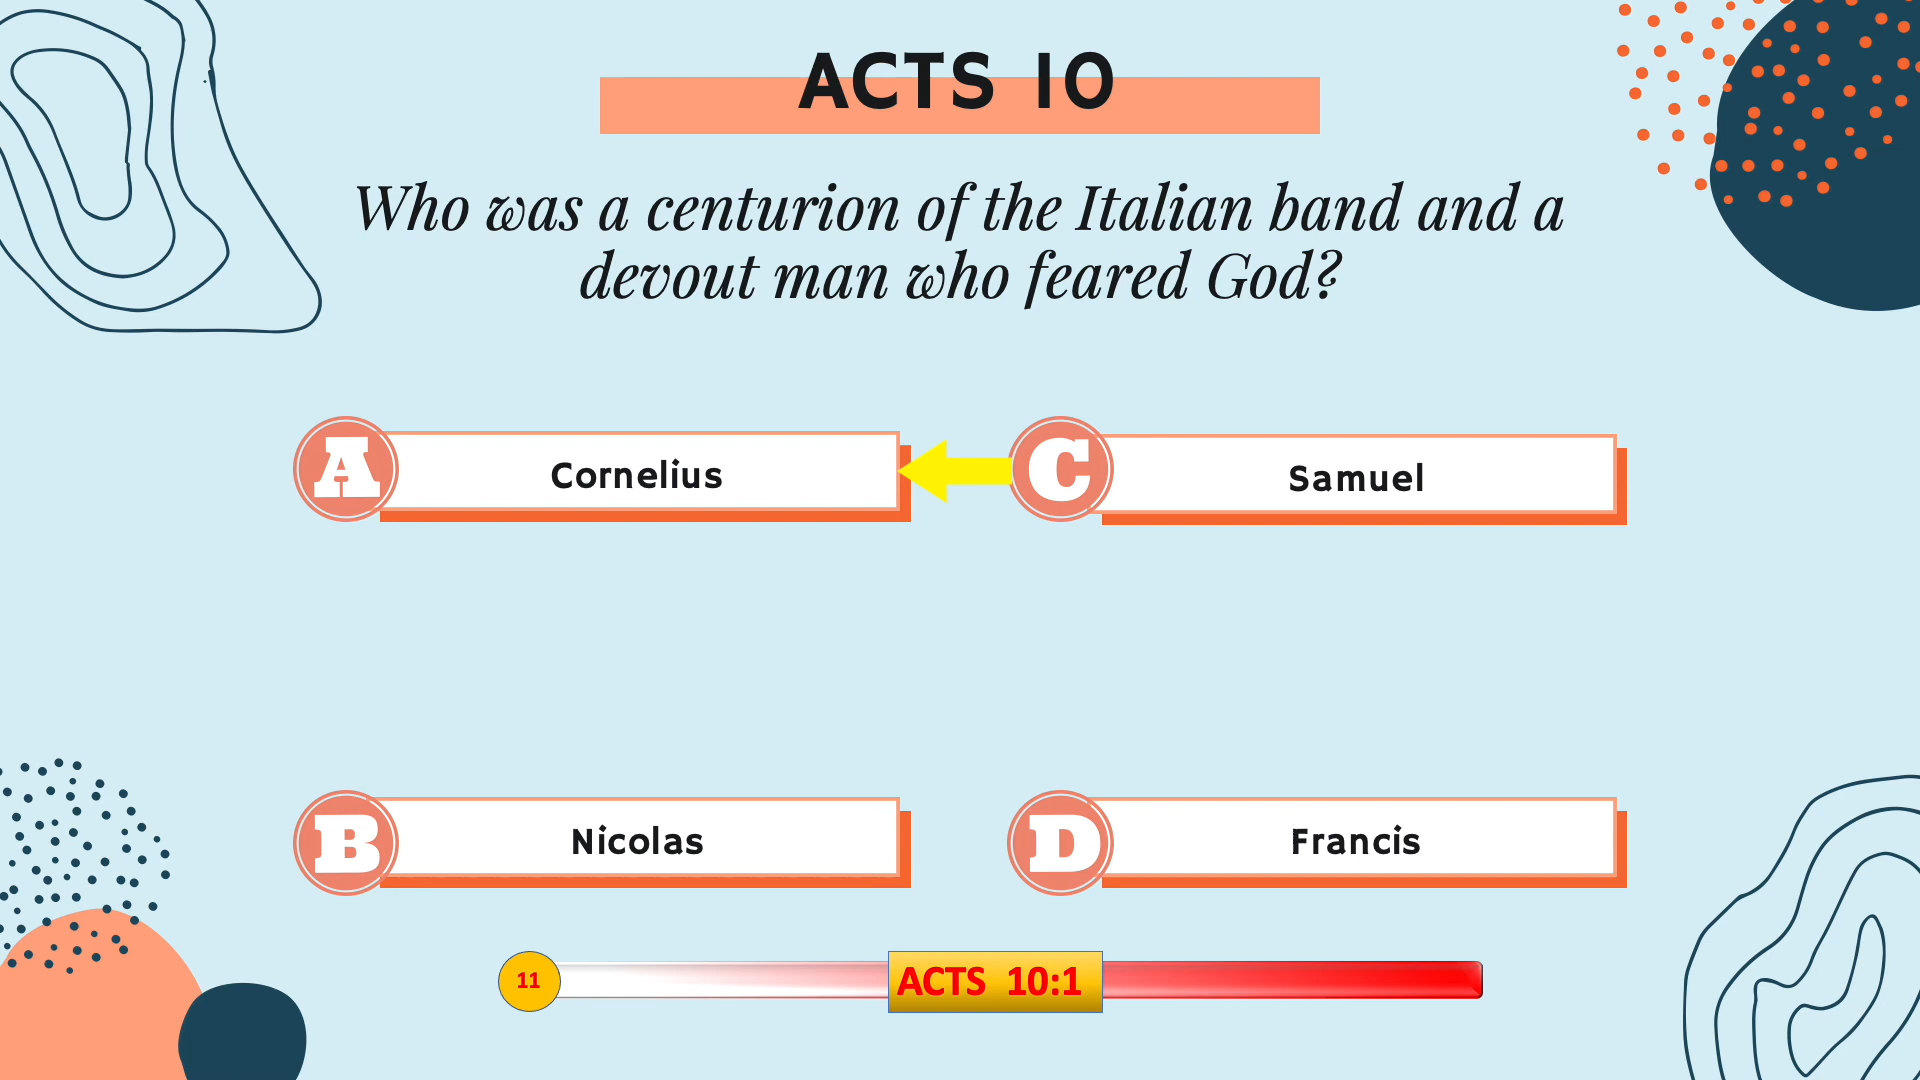 ACTS 10
Who was a centurion of the Italian band and a
devout man who feared God?
A
Cornelius
C
Samuel
B
Nicolas
D
Francis
11
ACTS 10:1